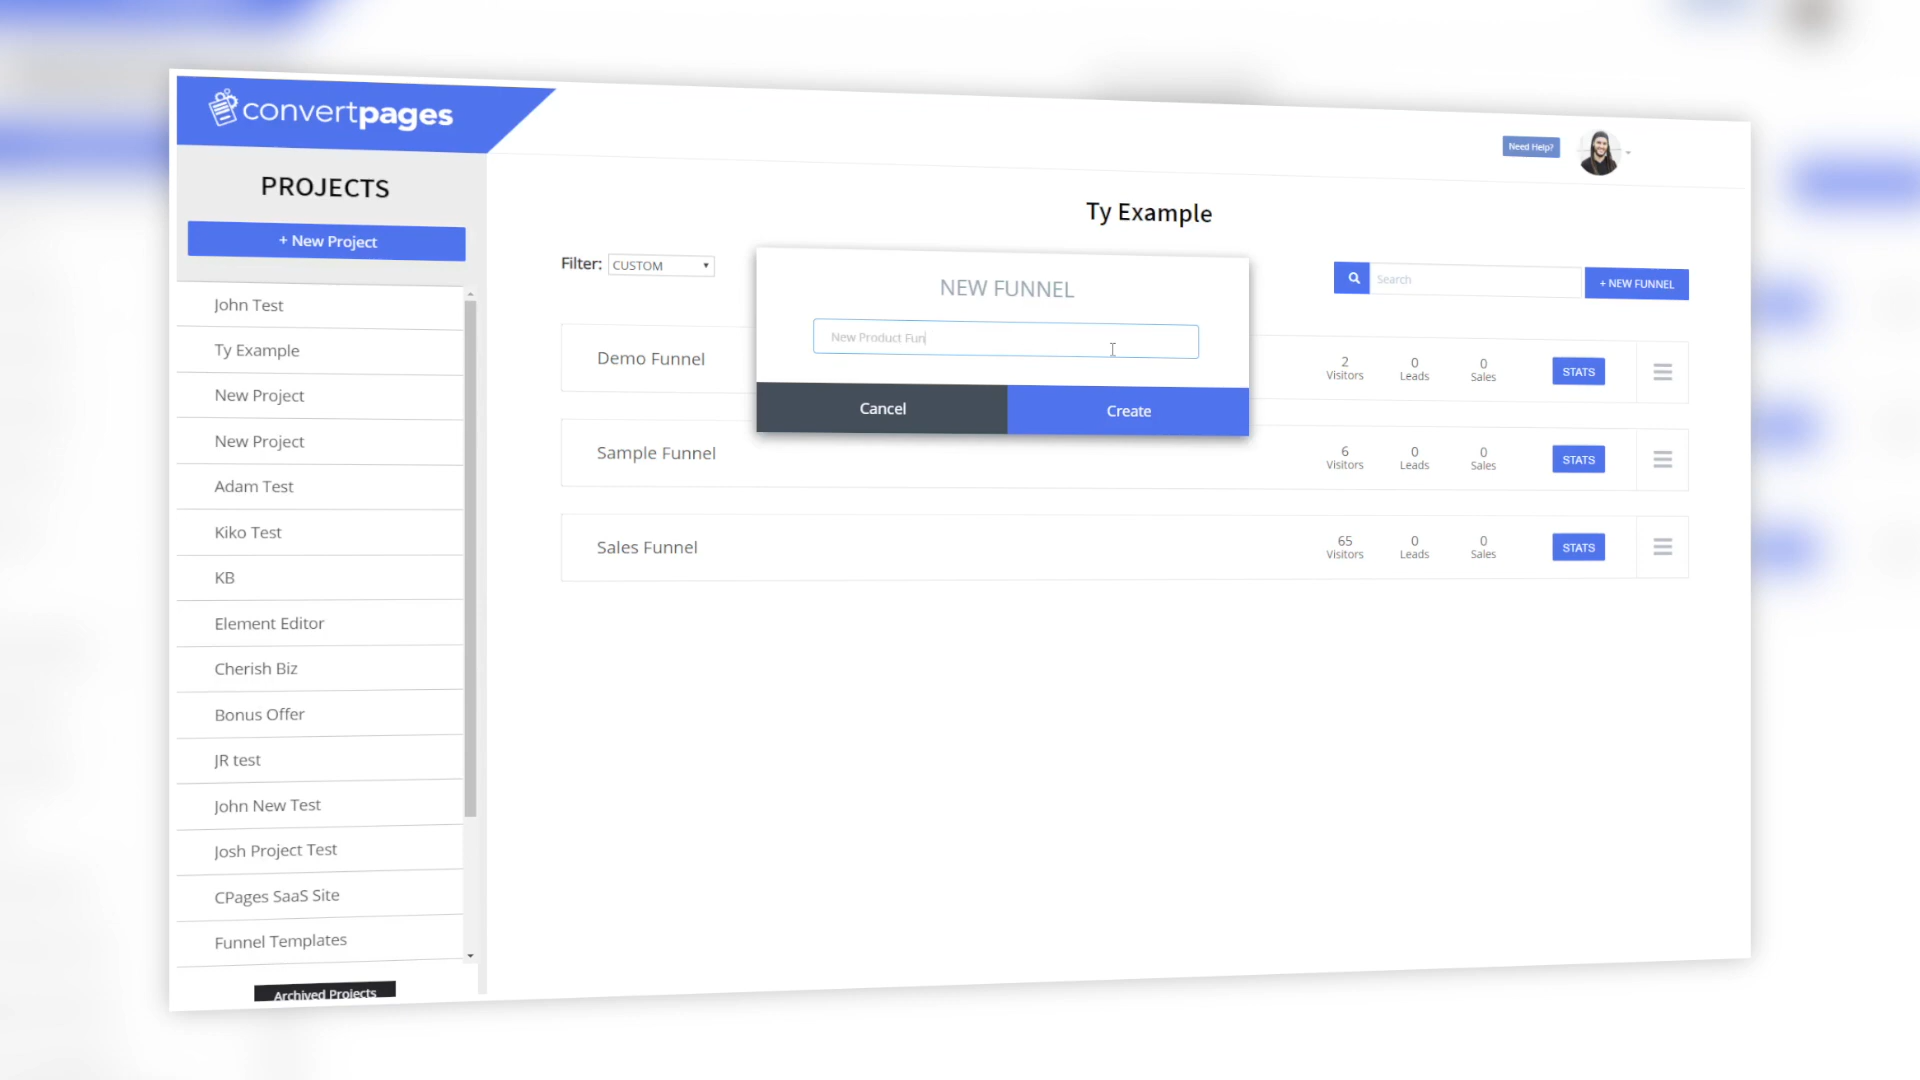 convertpages
Need Help?
PROJECTS
+ New Project
John Test
Ty Example
New Project
New Project
Adam Test
Kiko Test
KB
Element Editor
Cherish Biz
Bonus Offer
JR test
John New Test
Josh Project Test
CPages SaaS Site
Funnel Templates
Archived Projects
Ty Example
Filter: CUSTOM
Search
+ NEW FUNNEL
NEW FUNNEL
New Product Fun
Cancel
Create
Demo Funnel
2 Visitors
0 Leads
0 Sales
STATS
Sample Funnel
6 Visitors
0 Leads
0 Sales
STATS
Sales Funnel
65 Visitors
0 Leads
0 Sales
STATS